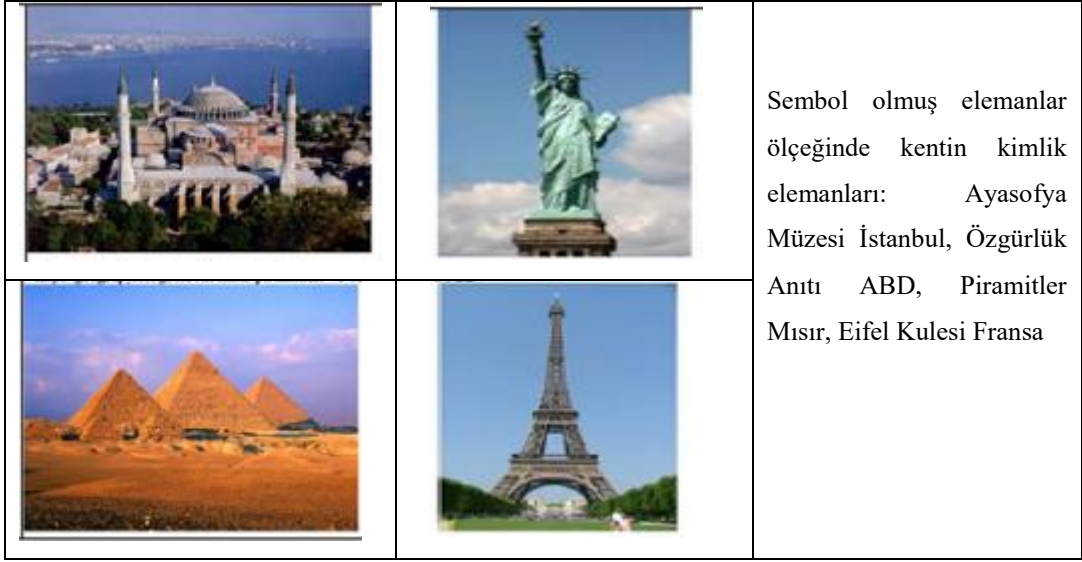 Sembol olmuş elemanlar
ölçeğinde kentin kimlik
elemanları: Ayasofya
Müzesi İstanbul, Özgürlük
Anıtı ABD, Piramitler
Mısır, Eifel Kulesi Fransa